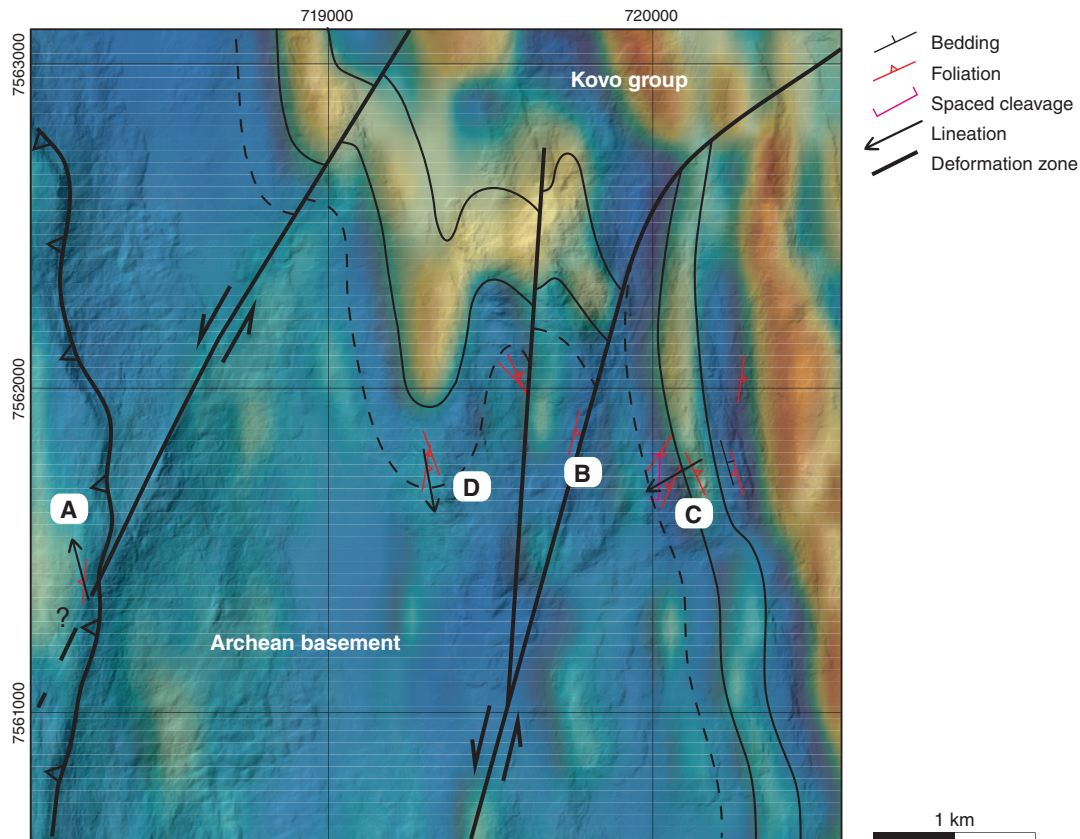 719000
720000
7563000
7562000
7561000
Kovo group
A
B
C
D
?
Archean basement
Bedding
Foliation
Spaced cleavage
Lineation
Deformation zone
1 km